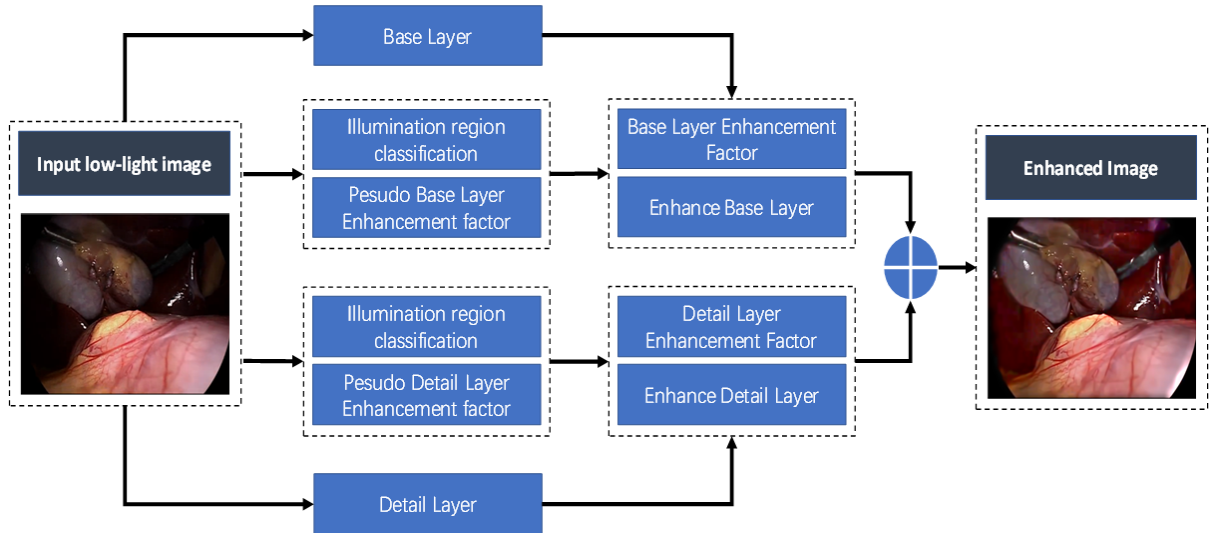 Base Layer
Input low-light image
Illumination region
classification
Pesudo Base Layer
Enhancement factor
Base Layer Enhancement
Factor
Enhance Base Layer
Enhanced Image
Illumination region
classification
Pesudo Detail Layer
Enhancement factor
Detail Layer
Enhancement Factor
Enhance Detail Layer
Detail Layer